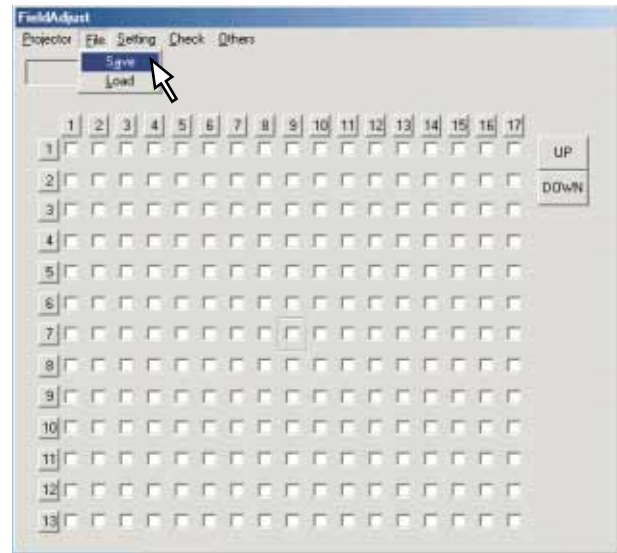 FieldAdjust
Projector File Setting Check Others
Save
Load
1 2 3 4 5 6 7 8 9 10 11 12 13 14 15 16 17
1
UP
2
DOWN
3
4
5
6
7
8
9
10
11
12
13